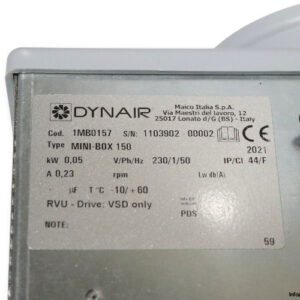 DYNAIR
Maico Italia S.p.A.
Via Maestri del lavoro, 12
25017 Lonato d/G (BS) - Italy
Cod. 1MB0157 S/N: 1103902 - 00002
Type MINI-BOX 150 2021
kW 0,05 V/Ph/Hz 230/1/50 IP/Cl 44/F
A 0,23 rpm Lw db(A)
µF T °C -10/+60
RVU - Drive: VSD only
PDS
NOTE:
59